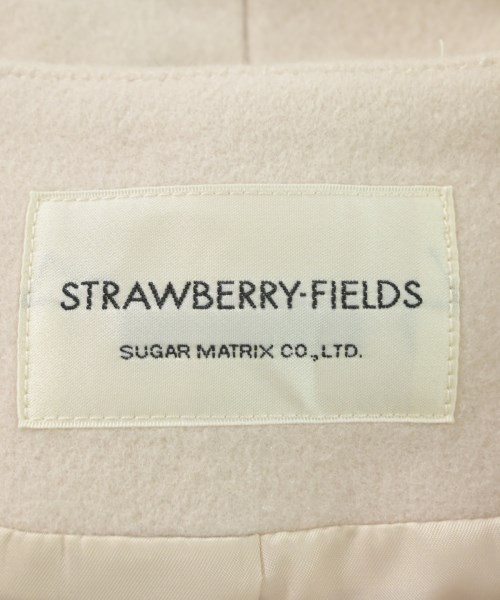 STRAWBERRY-FIELDS
SUGAR MATRIX CO.,LTD.